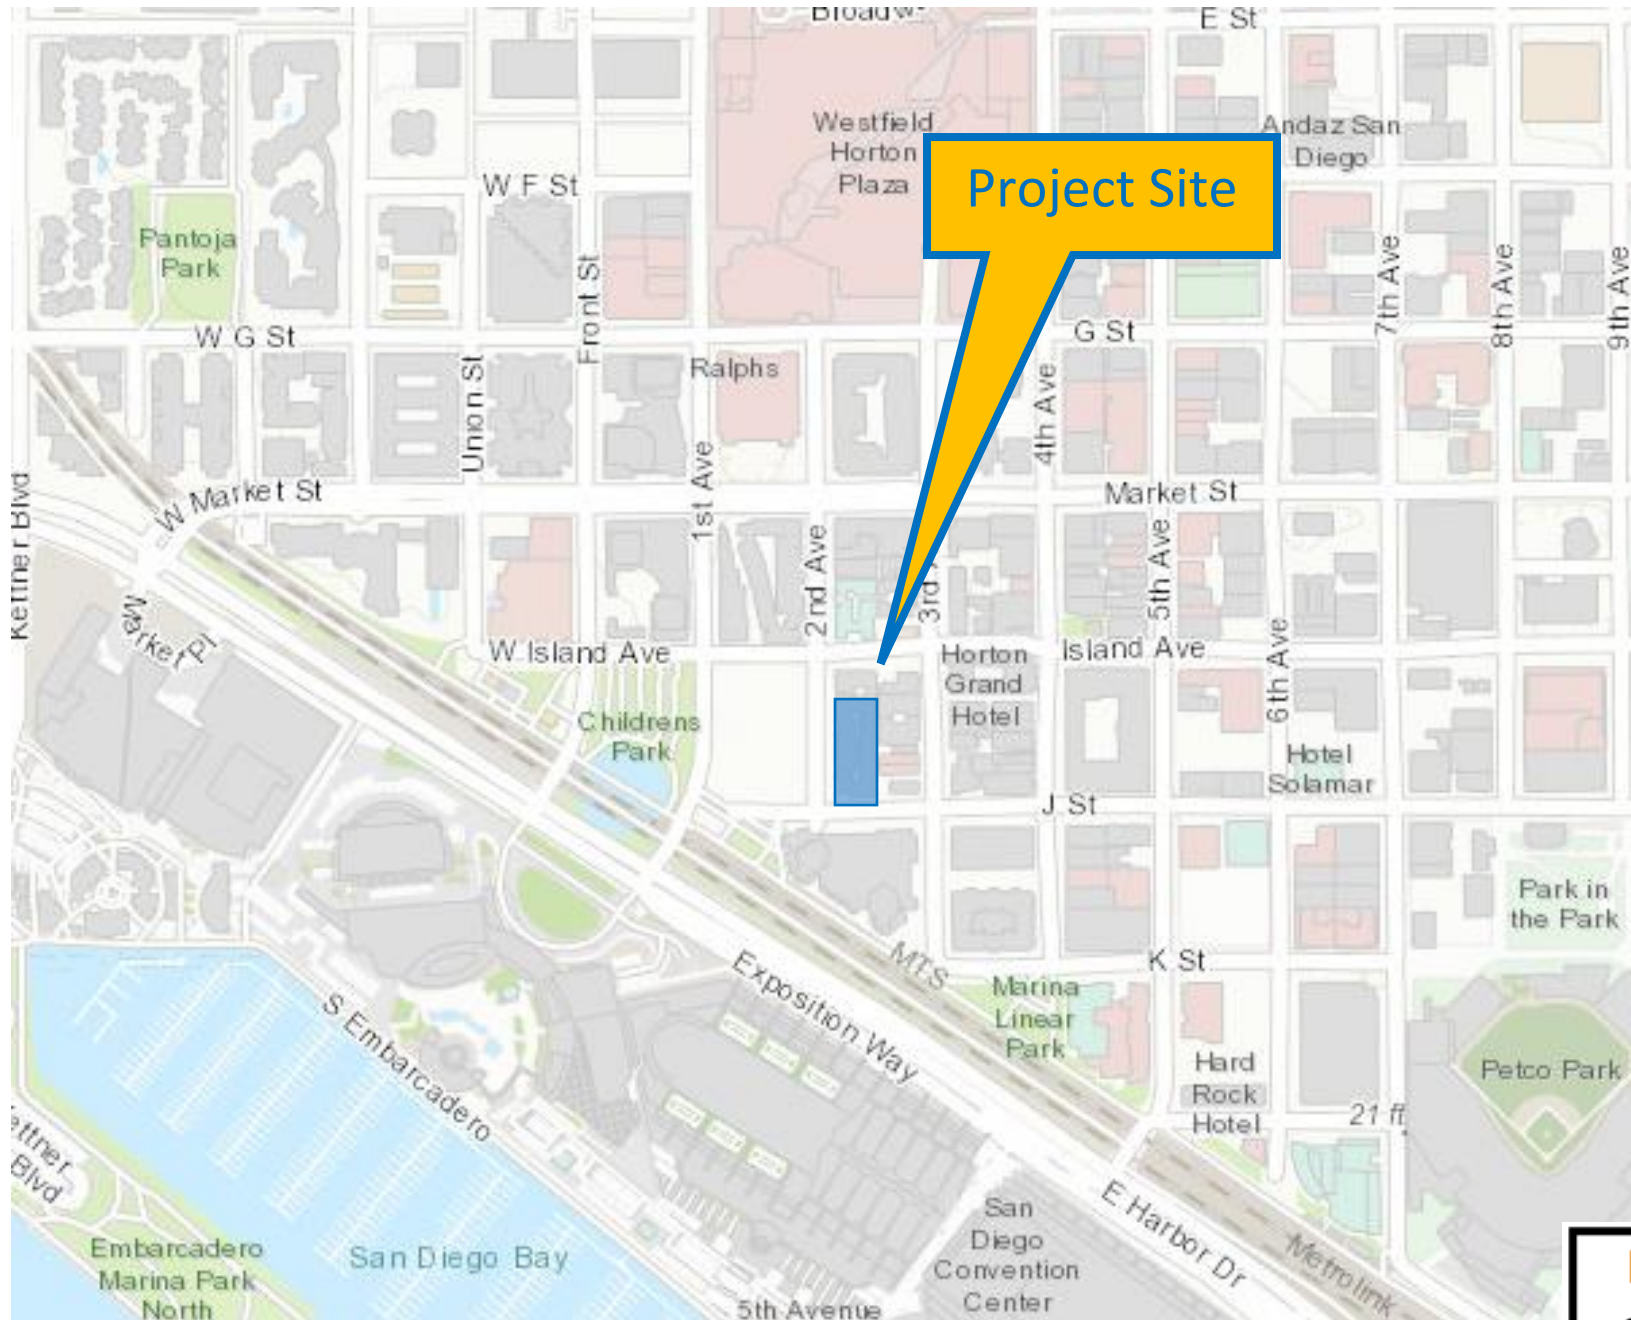 Broadw
E St
Westfield
Horton
Plaza
Andaz San
Diego
Project Site
W F St
Pantoja
Park
Front St
7th Ave
8th Ave
9th Ave
W G St
G St
Union St
Ralphs
4th Ave
1st Ave
W Market St
Market St
Kettner Blvd
2nd Ave
3rd
5th Ave
Market Pl
W Island Ave
Island Ave
Horton
Grand
Hotel
6th Ave
Childrens
Park
Hotel
Solamar
J St
Park in
the Park
MTS
K St
Exposition Way
Marina
Linear
Park
S Embarcadero
Hard
Rock
Hotel
Petco Park
21 ft
ettner
Blvd
San
Diego
Convention
Center
E Harbor Dr
Metrolink
Embarcadero
Marina Park
North
San Diego Bay
5th Avenue